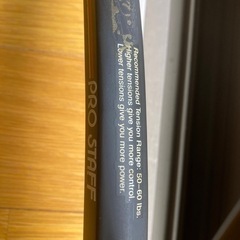 Recommended Tension Range: 50-60 lbs.
Higher tensions give you more control.
Lower tensions give you more power.
PRO STAFF